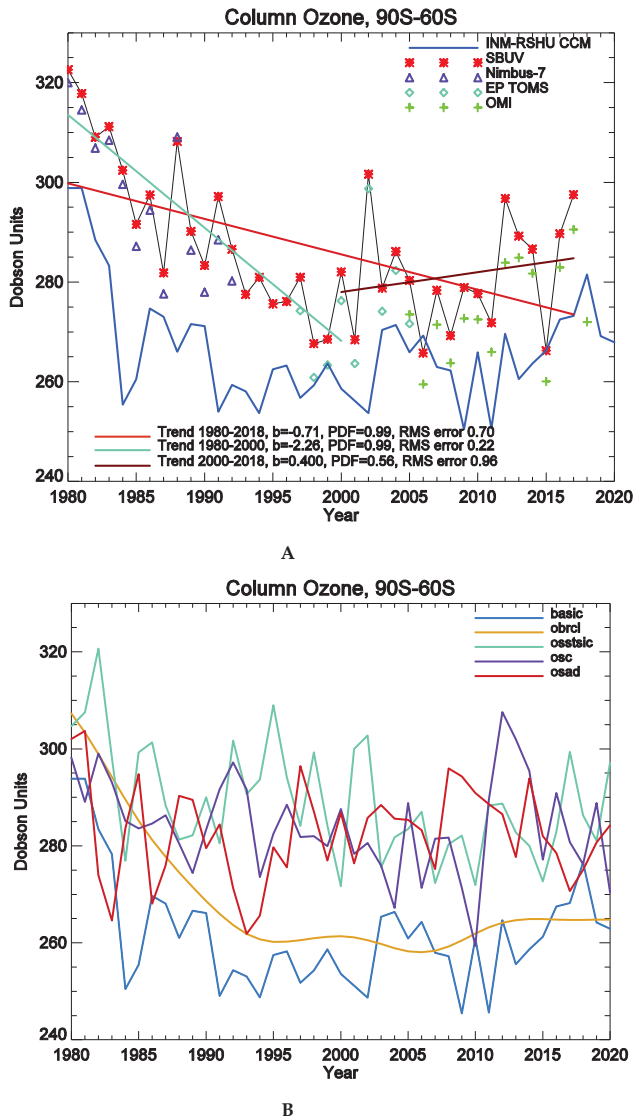 Column Ozone, 90S-60S
INM-RSHU CCM
SBUV
Nimbus-7
EP TOMS
OMI
320
300
280
260
240
Dobson Units
Trend 1980-2018, b=-0.71, PDF=0.99, RMS error 0.70
Trend 1980-2000, b=-2.26, PDF=0.99, RMS error 0.22
Trend 2000-2018, b=0.400, PDF=0.56, RMS error 0.96
1980 1985 1990 1995 2000 2005 2010 2015 2020
Year
A
Column Ozone, 90S-60S
basic
obrcl
osstsic
osc
osad
320
300
280
260
240
Dobson Units
1980 1985 1990 1995 2000 2005 2010 2015 2020
Year
B